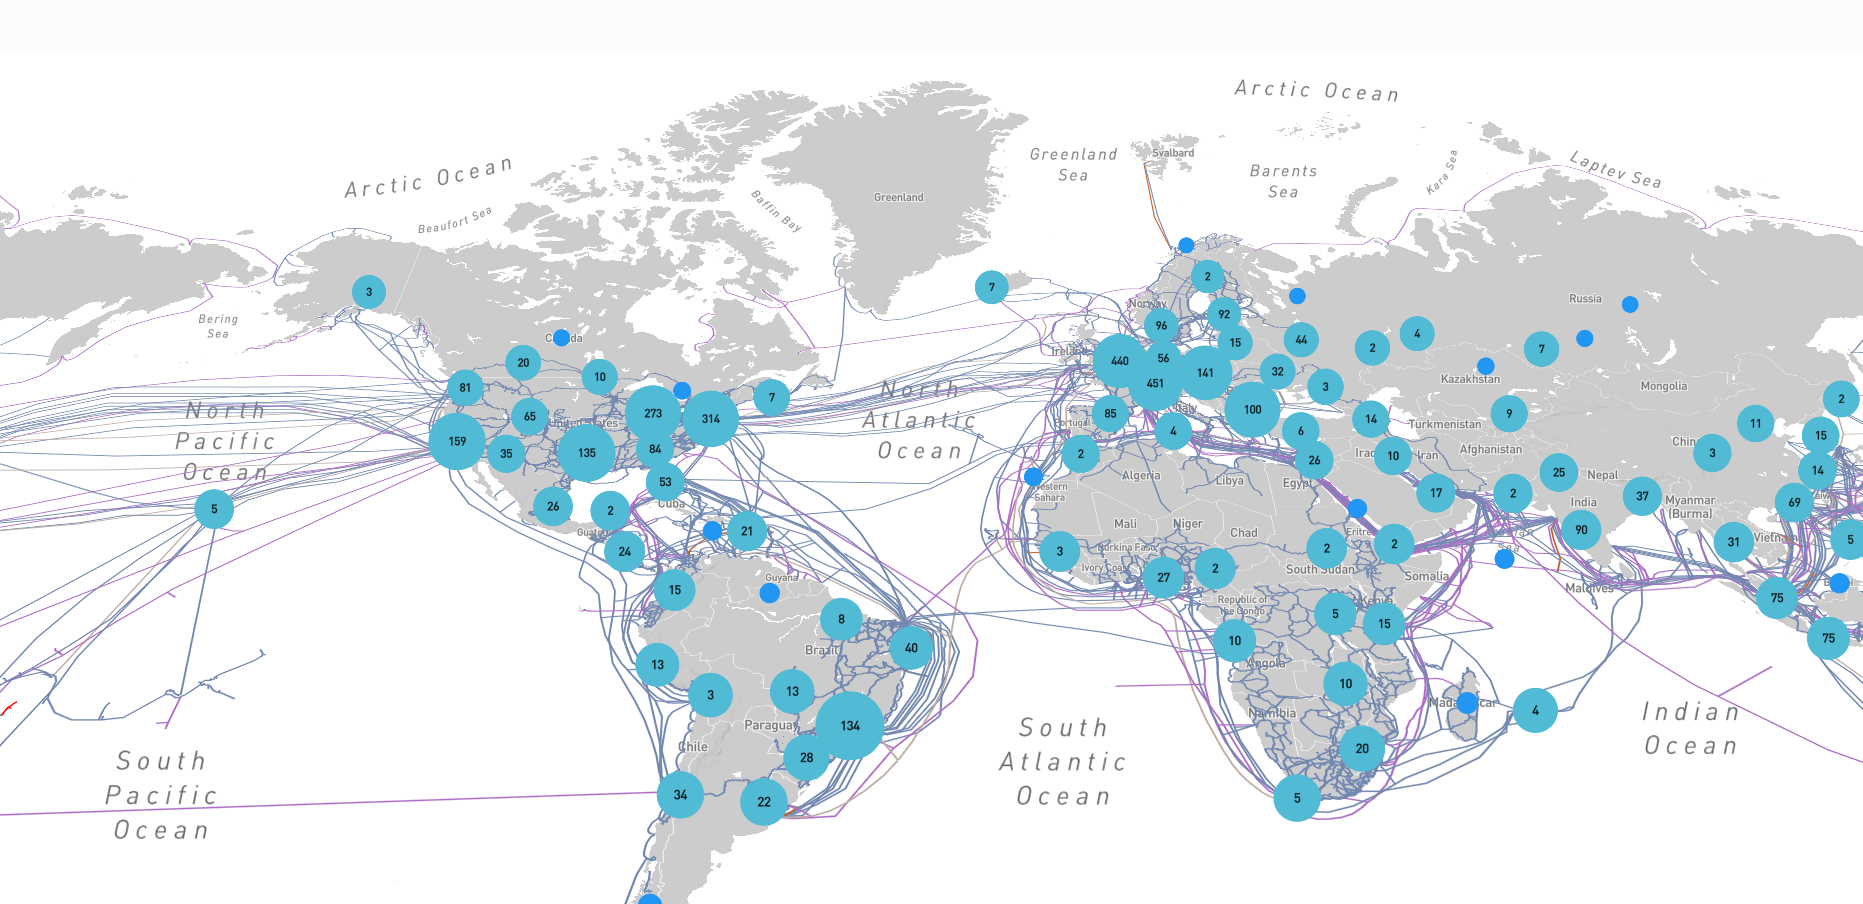 Arctic Ocean
Arctic Ocean
Greenland
Sea
Svalbard
Barents
Sea
Kara Sea
Laptev Sea
Beaufort Sea
Baffin Bay
Greenland
3
7
2
Bering
Sea
Norway
Russia
96
92
15
44
2
4
7
Ireland
440
56
451
141
32
3
Kazakhstan
Mongolia
20
10
81
7
65
273
314
United States
84
159
35
135
North
Pacific
Ocean
North
Atlantic
Ocean
85
Portugal
Italy
100
4
6
14
Turkmenistan
9
11
2
15
2
26
10
Iran
Afghanistan
3
14
Algeria
Libya
Egypt
17
2
25
Nepal
India
37
Myanmar
(Burma)
69
53
Cuba
26
2
5
21
24
Mali
Niger
Chad
90
31
Vietnam
5
3
Burkina Faso
Ivory Coast
27
2
2
2
South Sudan
Somalia
Maldives
75
75
15
Guyana
8
Brazil
40
Republic of
the Congo
5
Kenya
15
10
Angola
13
3
13
10
Paraguay
134
Namibia
4
Chile
28
20
34
22
5
South
Pacific
Ocean
South
Atlantic
Ocean
Indian
Ocean